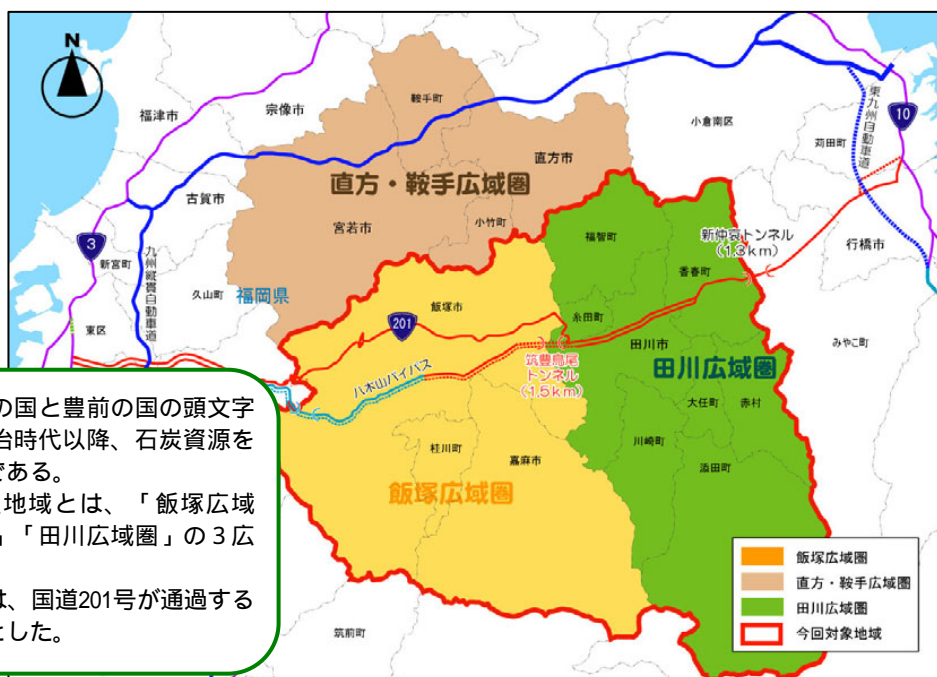 N
福津市
宗像市
鞍手町
小倉南区
東九州自動車道
10
苅田町
直方市
直方・鞍手広域圏
古賀市
宮若市
小竹町
福智町
新仲哀トンネル
(1.3km)
行橋市
3
新宮町
九州縦貫自動車道
久山町
福岡県
香春町
飯塚市
糸田町
201
東区
田川市
みやこ町
筑豊烏尾
トンネル
(1.5km)
田川広域圏
八木山バイパス
大任町
赤村
桂川町
嘉麻市
川崎町
添田町
飯塚広域圏
の国と豊前の国の頭文字
治時代以降、石炭資源を
である。
地域とは、「飯塚広域
」「田川広域圏」の3広
は、国道201号が通過する
とした。
筑前町
飯塚広域圏
直方・鞍手広域圏
田川広域圏
今回対象地域